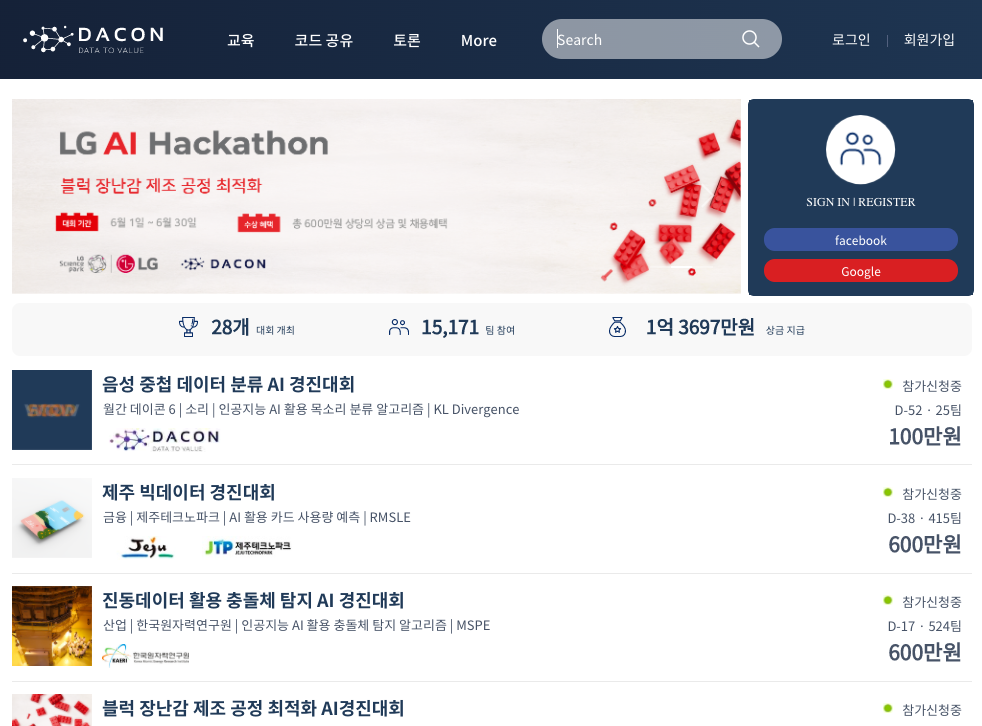 DACON
DATA TO VALUE
교육 코드 공유 토론 More
Search
로그인 | 회원가입
LG AI Hackathon
블럭 장난감 제조 공정 최적화
대회 기간 6월 1일 ~ 6월 30일 수상 혜택 총 600만원 상당의 상금 및 채용혜택
LG Science park LG DACON
SIGN IN | REGISTER
facebook
Google
28개 대회 개최 15,171 팀 참여 1억 3697만원 상금 지급
음성 중첩 데이터 분류 AI 경진대회
참가신청중
월간 데이콘 6 | 소리 | 인공지능 AI 활용 목소리 분류 알고리즘 | KL Divergence
D-52 · 25팀
DACON
DATA TO VALUE
100만원
제주 빅데이터 경진대회
참가신청중
금융 | 제주테크노파크 | AI 활용 카드 사용량 예측 | RMSLE
D-38 · 415팀
Jeju JTP 제주테크노파크
JEJU TECHNOPARK
600만원
진동데이터 활용 충돌체 탐지 AI 경진대회
참가신청중
산업 | 한국원자력연구원 | 인공지능 AI 활용 충돌체 탐지 알고리즘 | MSPE
D-17 · 524팀
KAERI 한국원자력연구원
600만원
블럭 장난감 제조 공정 최적화 AI경진대회
참가신청중